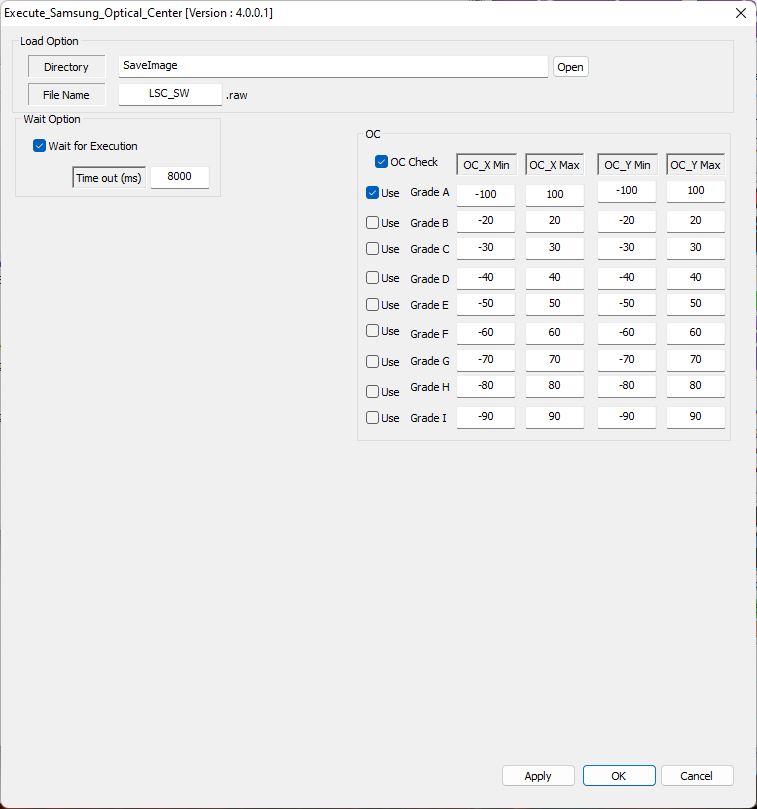 Execute_Samsung_Optical_Center [Version : 4.0.0.1]
Load Option
Directory SaveImage Open
File Name LSC_SW .raw
Wait Option
Wait for Execution
Time out (ms) 8000
OC
OC Check OC_X Min OC_X Max OC_Y Min OC_Y Max
Use Grade A -100 100 -100 100
Use Grade B -20 20 -20 20
Use Grade C -30 30 -30 30
Use Grade D -40 40 -40 40
Use Grade E -50 50 -50 50
Use Grade F -60 60 -60 60
Use Grade G -70 70 -70 70
Use Grade H -80 80 -80 80
Use Grade I -90 90 -90 90
Apply OK Cancel